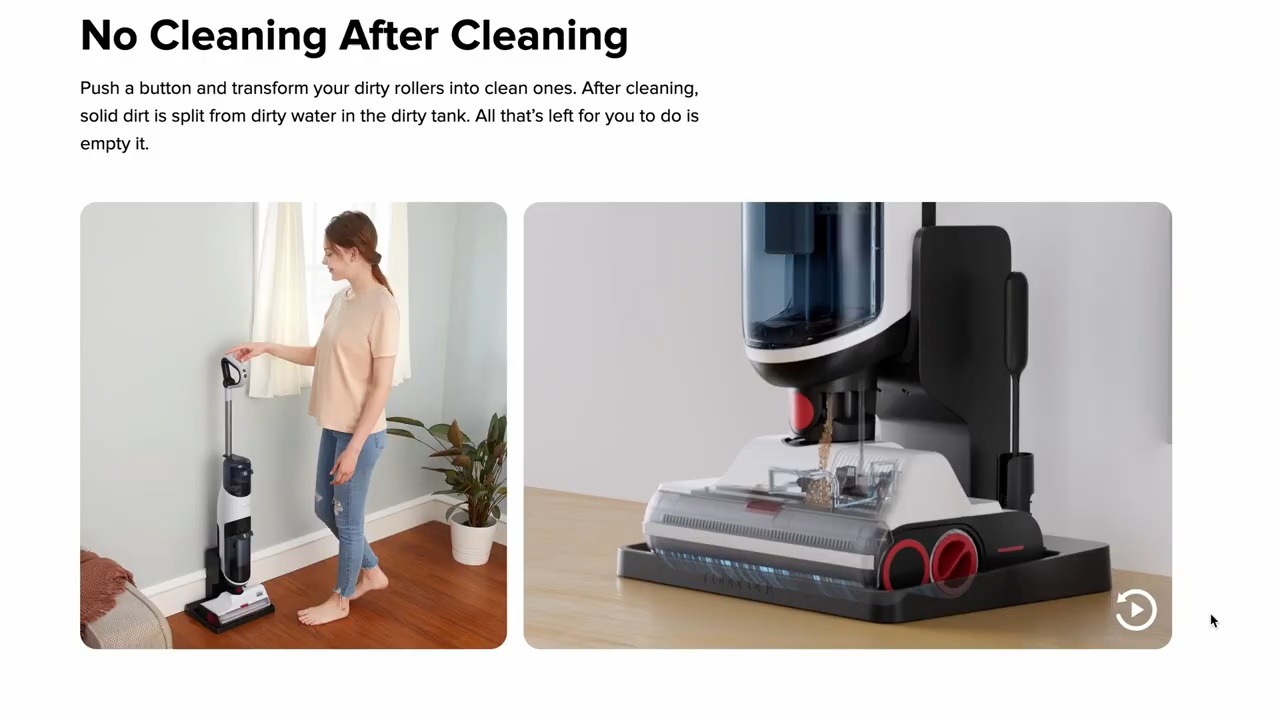 No Cleaning After Cleaning
Push a button and transform your dirty rollers into clean ones. After cleaning,
solid dirt is split from dirty water in the dirty tank. All that’s left for you to do is
empty it.